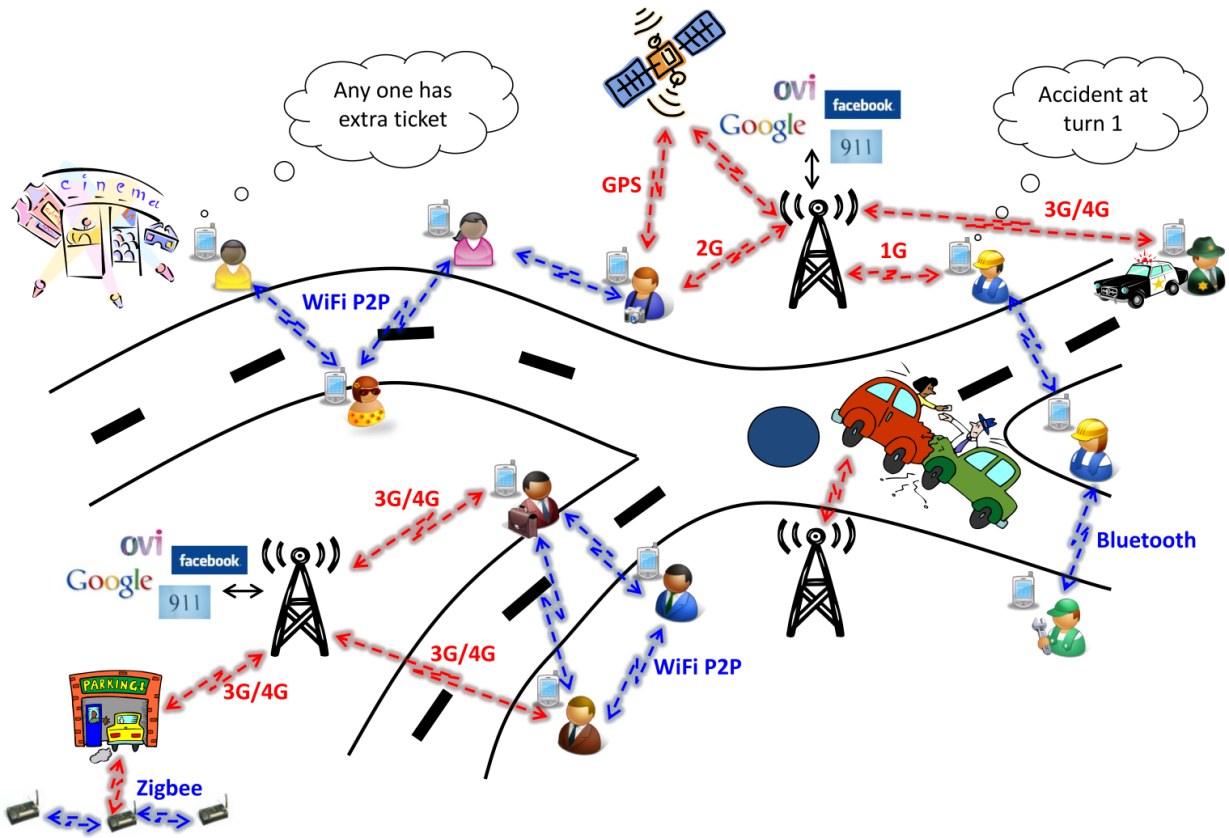 Any one has
extra ticket
ovi
facebook
Google
911
Accident at
turn 1
cinema
GPS
3G/4G
2G
1G
WiFi P2P
3G/4G
Bluetooth
ovi
facebook
Google
911
3G/4G
WiFi P2P
3G/4G
PARKING!
Zigbee